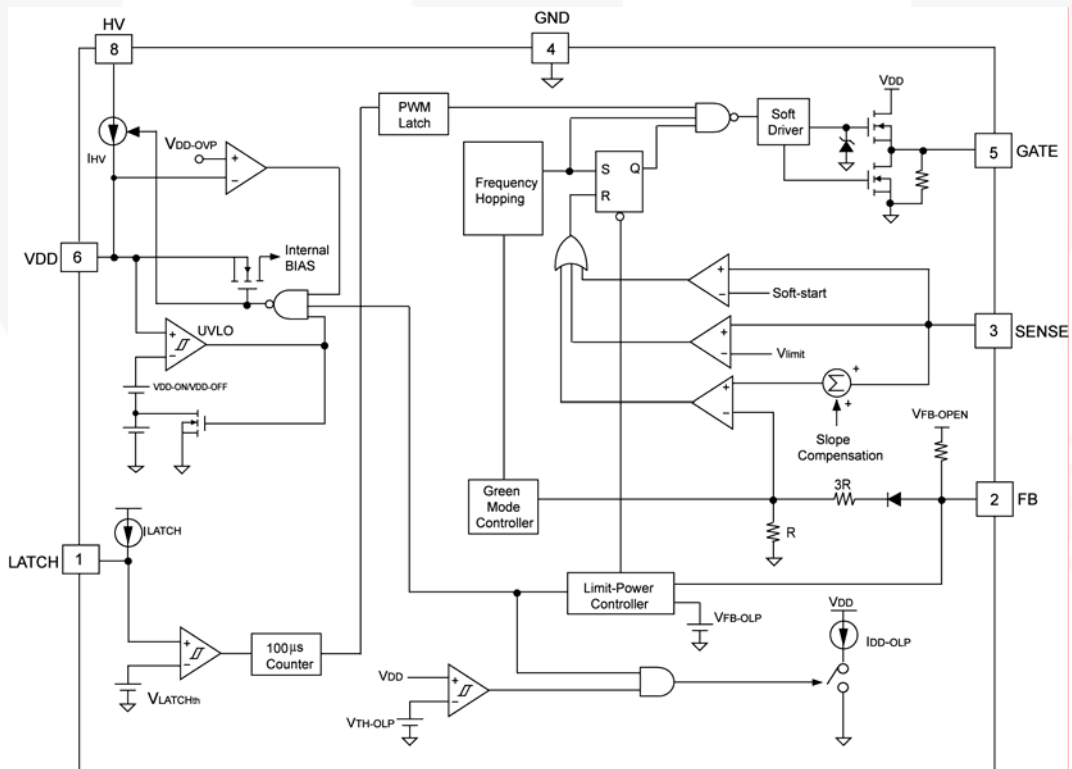 HV
8
GND
4
IHV
VDD-OVP
+
−
PWM
Latch
Soft
Driver
VDD
5
GATE
Frequency
Hopping
S
Q
R
VDD
6
Internal
BIAS
UVLO
+
−
VDD-ON/VDD-OFF
+
−
Soft-start
+
−
Vlimit
3
SENSE
+
−
Σ
+
+
Slope
Compensation
VFB-OPEN
Green
Mode
Controller
3R
R
2
FB
ILATCH
LATCH
1
+
−
VLATCHth
100µs
Counter
Limit-Power
Controller
VFB-OLP
VDD
+
−
VTH-OLP
VDD
IDD-OLP